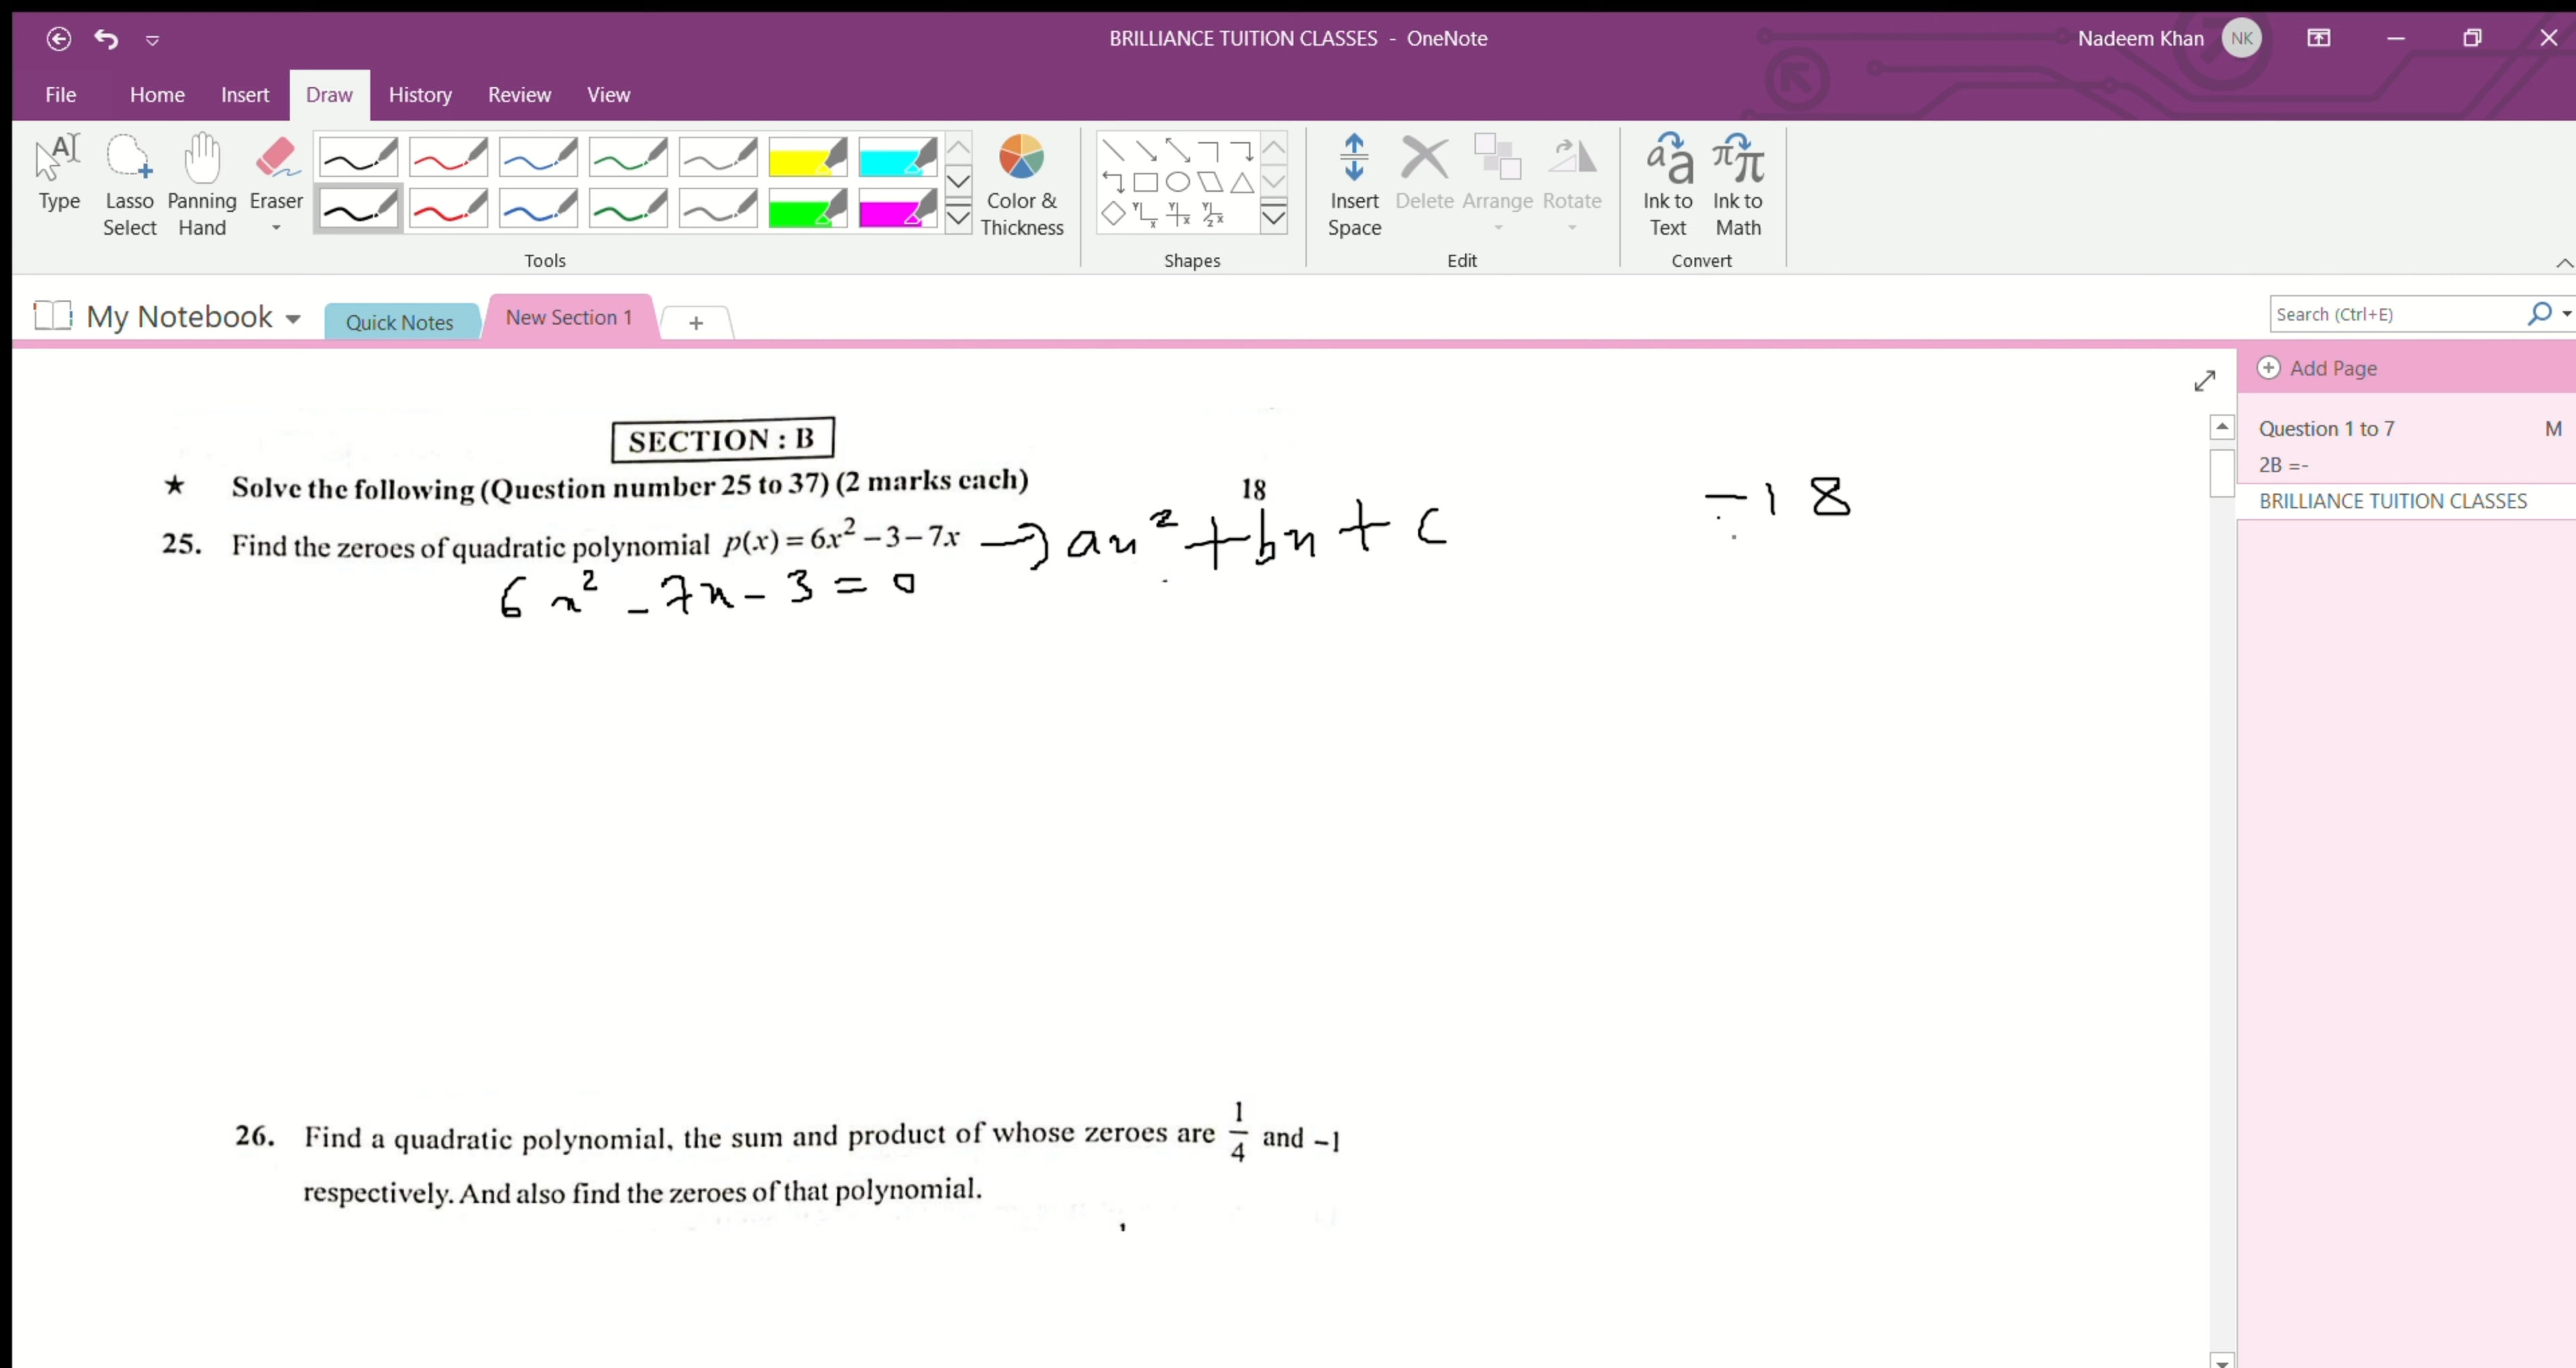 BRILLIANCE TUITION CLASSES - OneNote
Nadeem Khan NK
File Home Insert Draw History Review View
Type Lasso Select Panning Hand Eraser Color & Thickness Insert Space Delete Arrange Rotate Ink to Text Ink to Math
Tools Shapes Edit Convert
My Notebook Quick Notes New Section 1 + Search (Ctrl+E)
Add Page
Question 1 to 7 M
2B =-
BRILLIANCE TUITION CLASSES
SECTION : B
★ Solve the following (Question number 25 to 37) (2 marks each)
18
-18
25. Find the zeroes of quadratic polynomial p(x) = 6x² – 3 – 7x → ax² + bx + c
6x² - 7x - 3 = 0
26. Find a quadratic polynomial, the sum and product of whose zeroes are 1/4 and –1
respectively. And also find the zeroes of that polynomial.